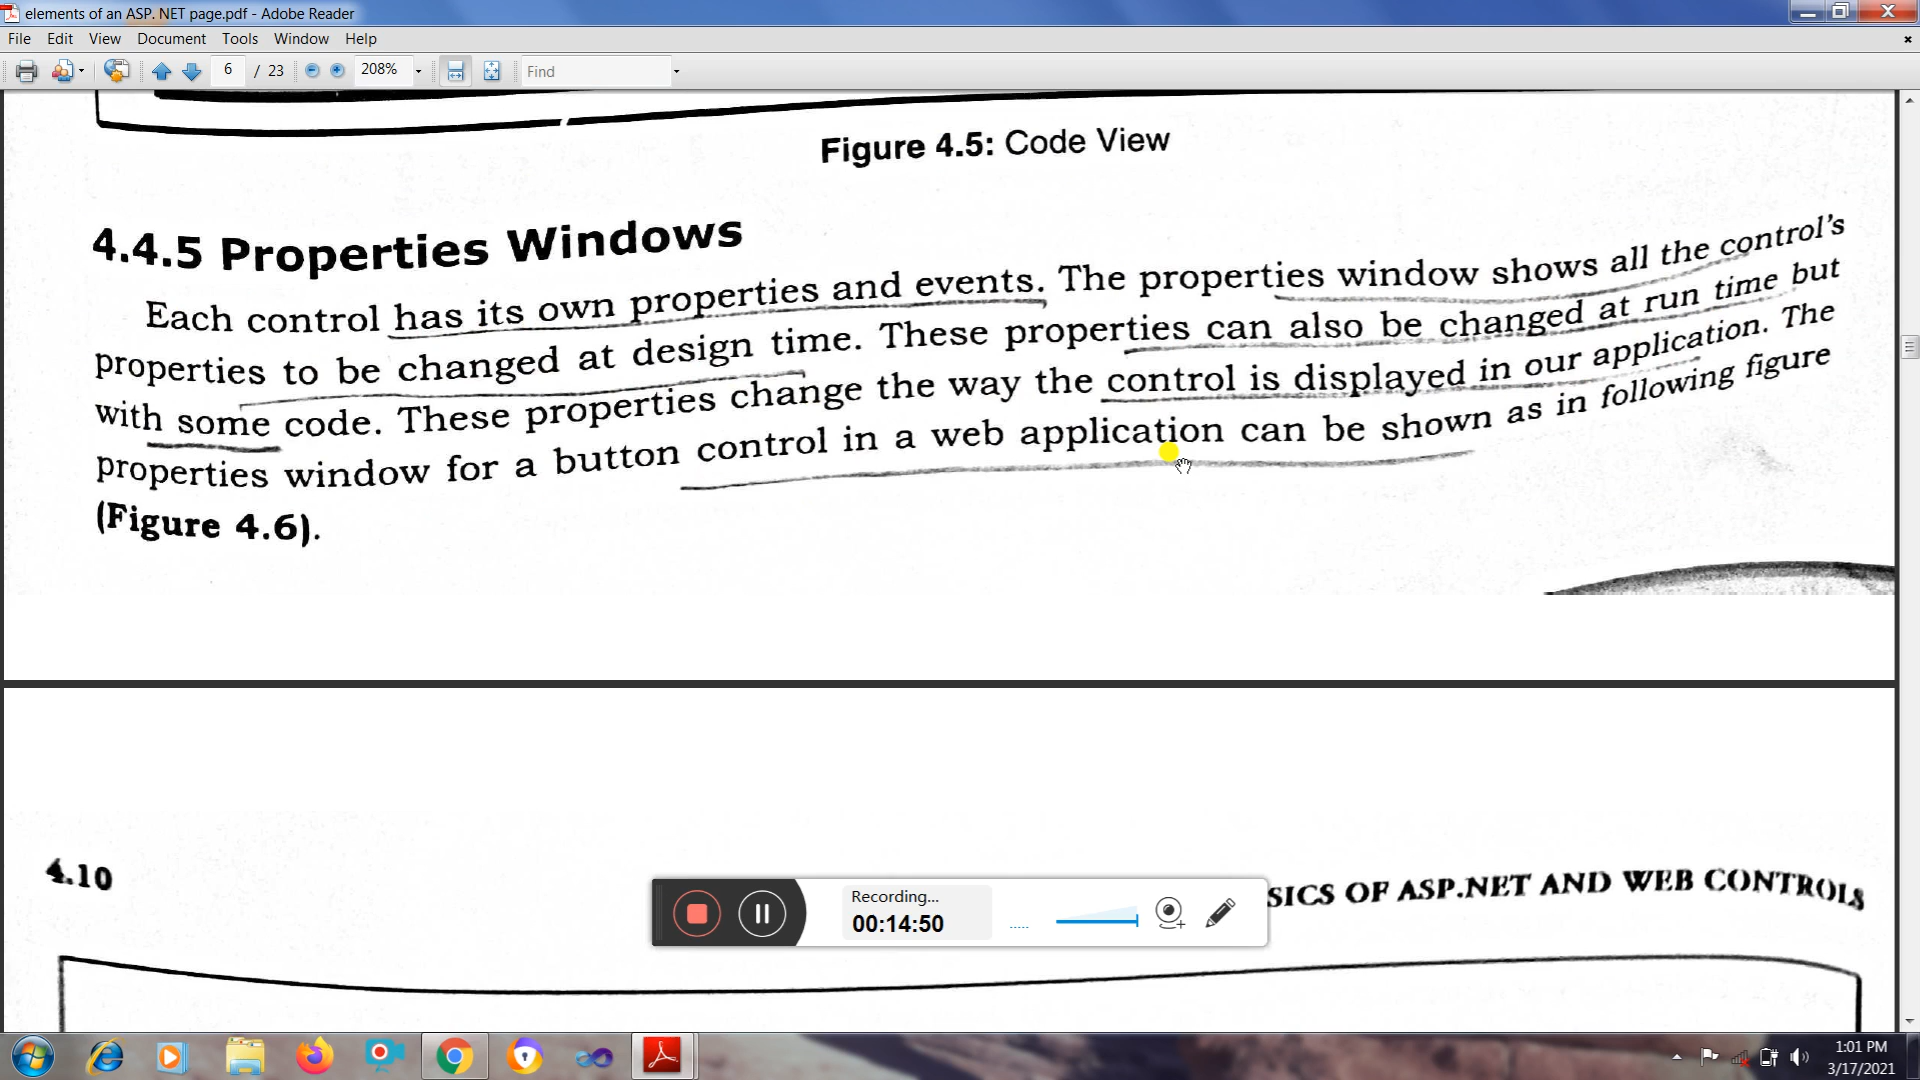 elements of an ASP. NET page.pdf - Adobe Reader
File Edit View Document Tools Window Help
6 / 23 208% Find
Figure 4.5: Code View
4.4.5 Properties Windows
Each control has its own properties and events. The properties window shows all the control's
properties to be changed at design time. These properties can also be changed at run time but
with some code. These properties change the way the control is displayed in our application. The
properties window for a button control in a web application can be shown as in following figure
(Figure 4.6).
4.10
SICS OF ASP.NET AND WEB CONTROLS
Recording...
00:14:50
1:01 PM
3/17/2021